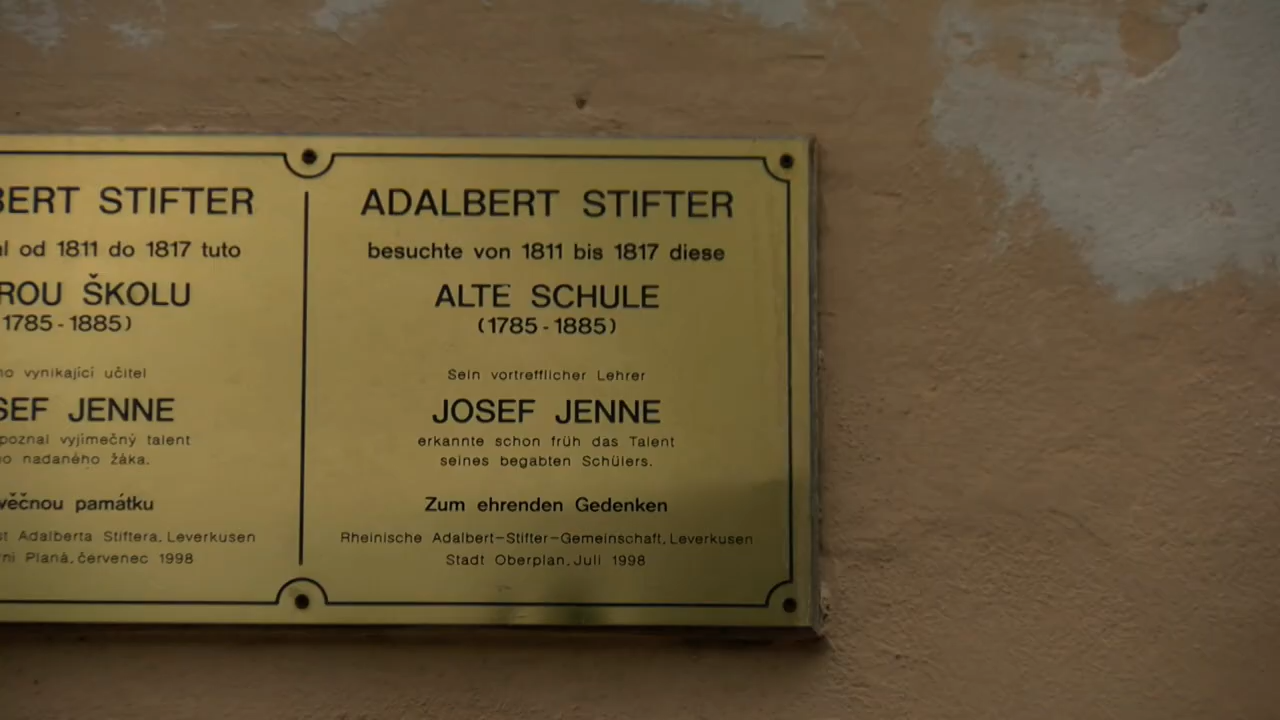 BERT STIFTER
od 1811 do 1817 tuto
ROU ŠKOLU
1785-1885)
vynikající učitel
SEF JENNE
poznal vyjímečný talent
nadaného žáka.
věčnou památku
st Adalberta Stiftera, Leverkusen
ní Planá, červenec 1998
ADALBERT STIFTER
besuchte von 1811 bis 1817 diese
ALTE SCHULE
(1785-1885)
Sein vortrefflicher Lehrer
JOSEF JENNE
erkannte schon früh das Talent
seines begabten Schülers.
Zum ehrenden Gedenken
Rheinische Adalbert-Stifter-Gemeinschaft, Leverkusen
Stadt Oberplan, Juli 1998